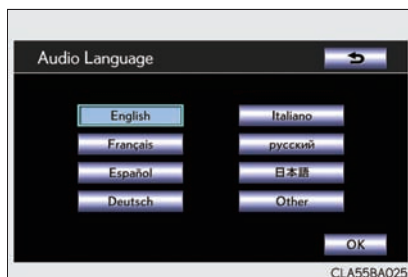 Audio Language
English
Italiano
Français
русский
Español
日本語
Deutsch
Other
OK
CLA55BA025